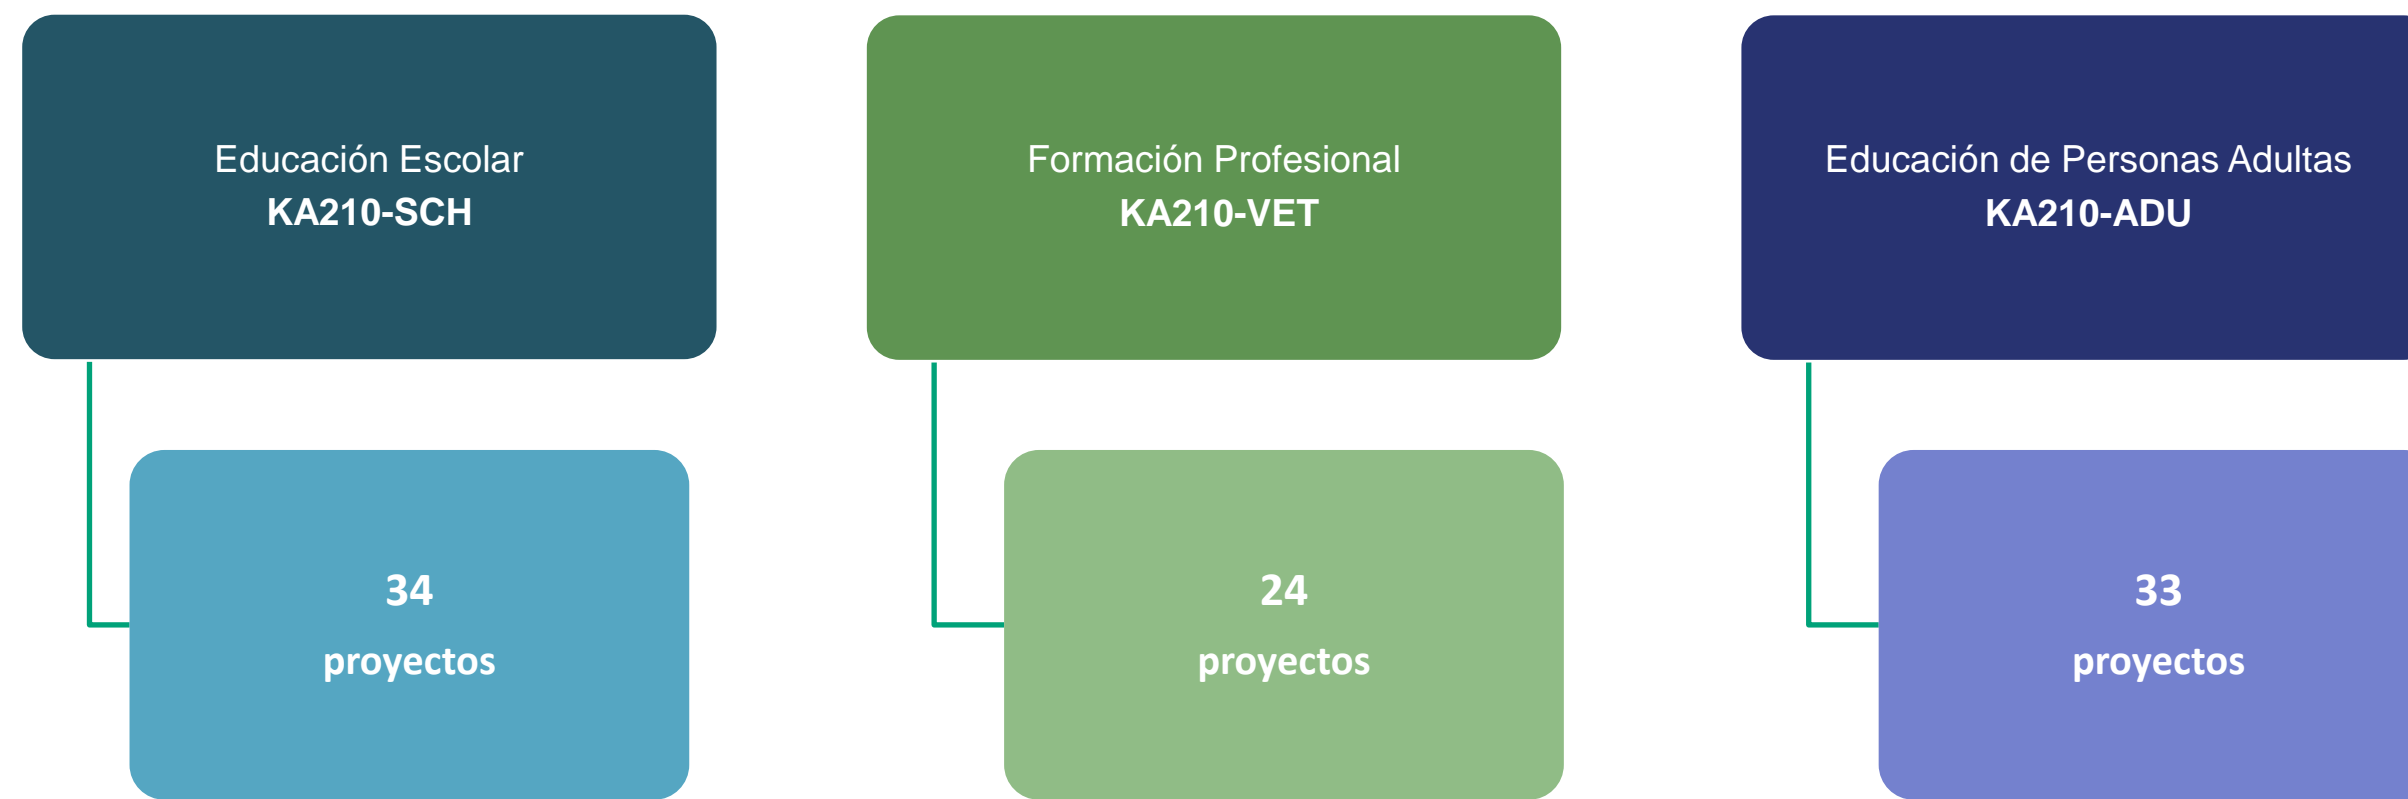 Educación Escolar
KA210-SCH
34
proyectos
Formación Profesional
KA210-VET
24
proyectos
Educación de Personas Adultas
KA210-ADU
33
proyectos